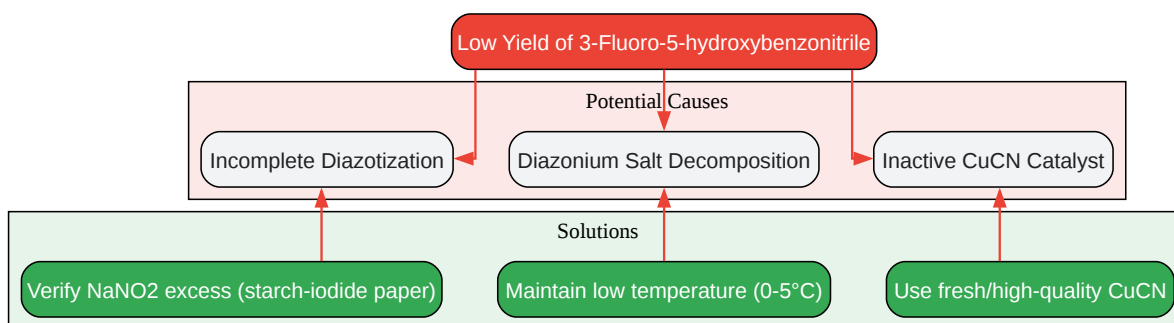 Low Yield of 3-Fluoro-5-hydroxybenzonitrile
Potential Causes
Incomplete Diazotization
Diazonium Salt Decomposition
Inactive CuCN Catalyst
Solutions
Verify NaNO2 excess (starch-iodide paper)
Maintain low temperature (0-5°C)
Use fresh/high-quality CuCN